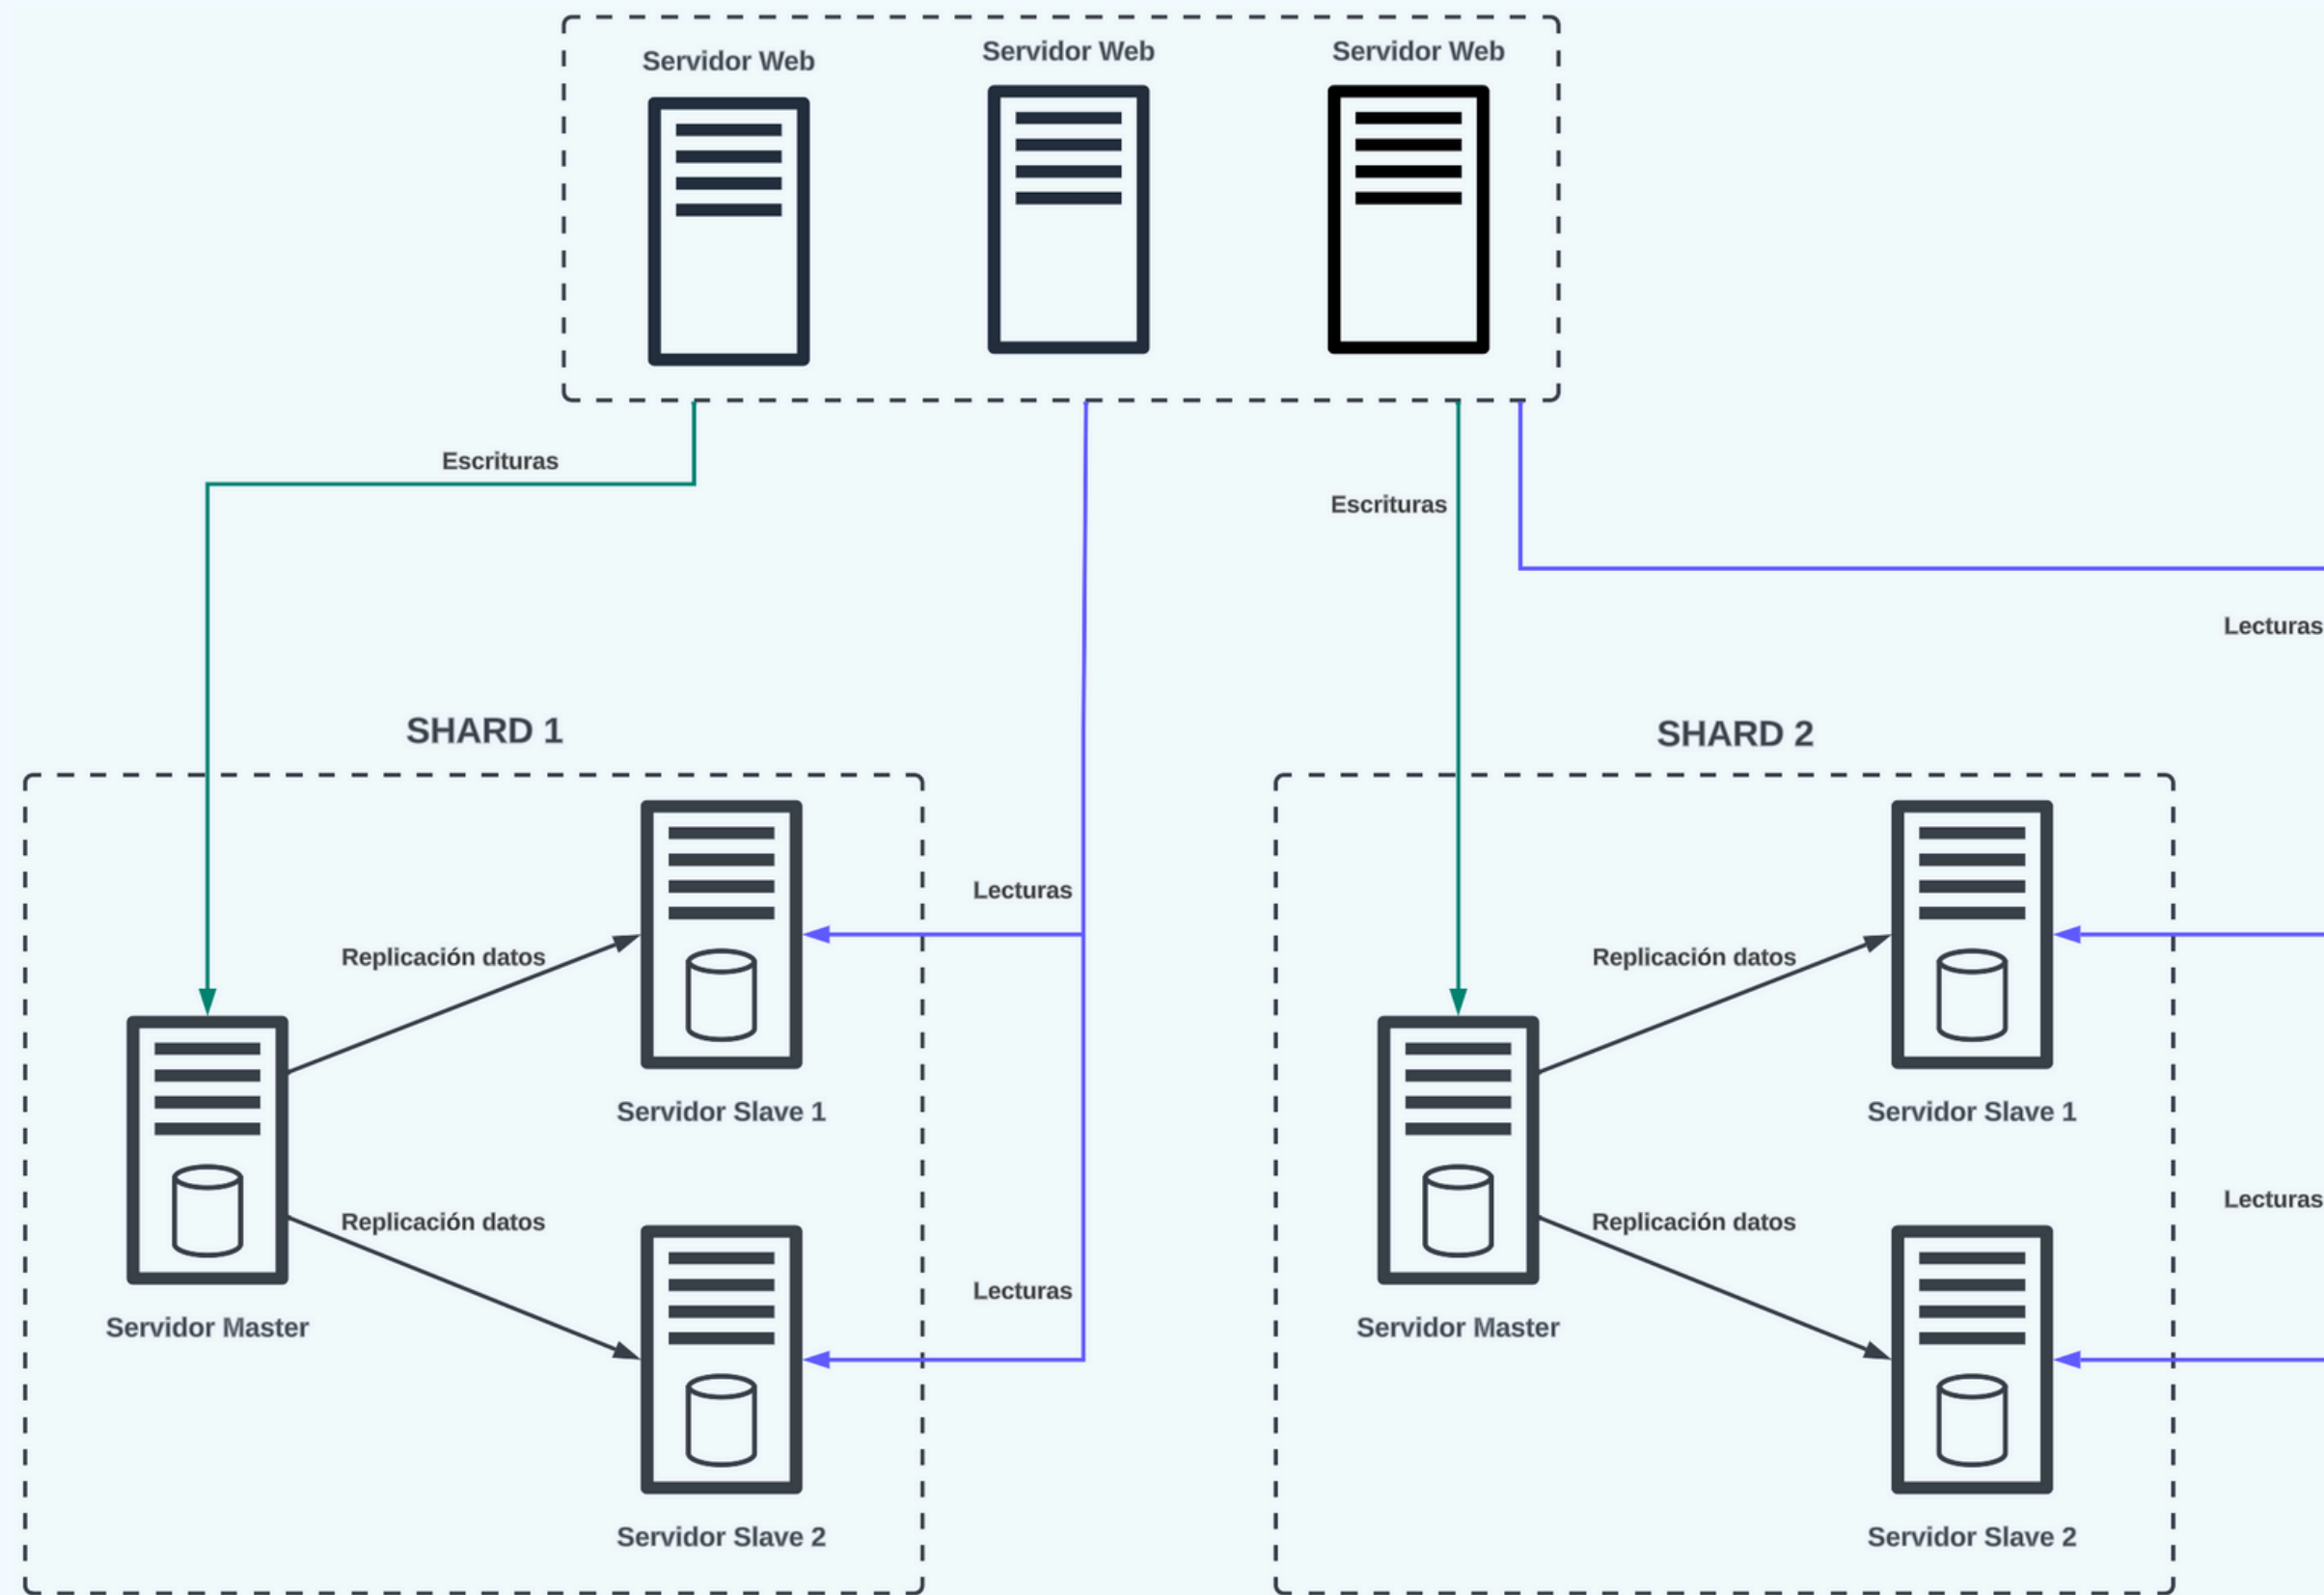 Servidor Web
Servidor Web
Servidor Web
Escrituras
Escrituras
Lecturas
SHARD 1
SHARD 2
Lecturas
Replicación datos
Replicación datos
Servidor Slave 1
Servidor Slave 1
Lecturas
Replicación datos
Replicación datos
Lecturas
Servidor Master
Servidor Master
Servidor Slave 2
Servidor Slave 2